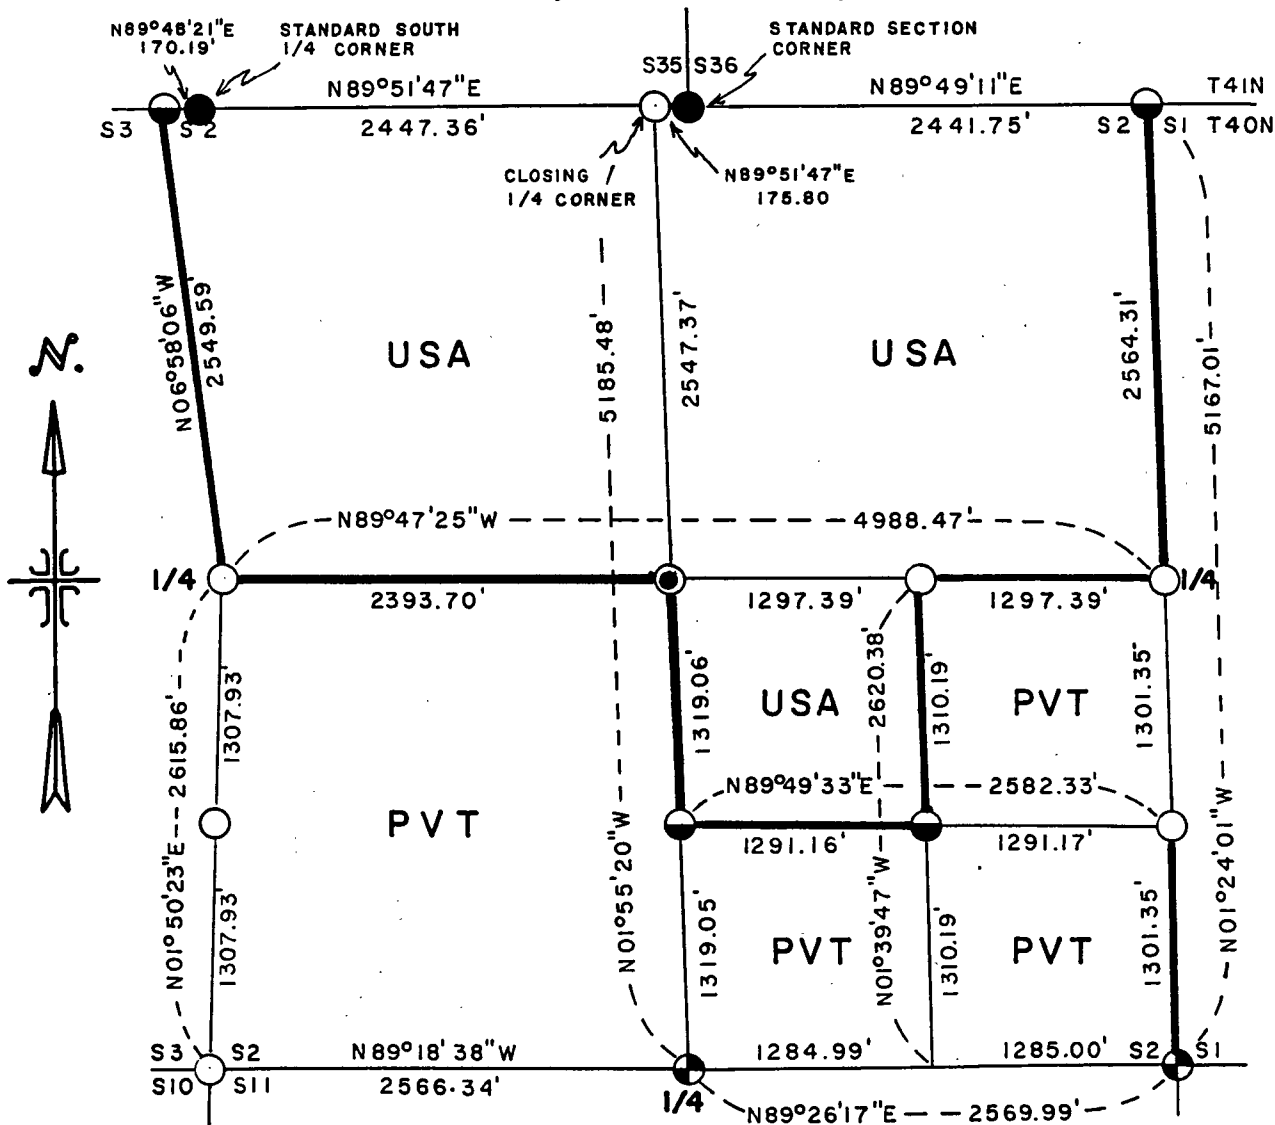 N89°48'21"E
170.19'
STANDARD SOUTH
1/4 CORNER
STANDARD SECTION
CORNER
S35 S36
N89°51'47"E
2447.36'
N89°49'11"E
2441.75'
T41N
T40N
S3 S2
S2 S1
CLOSING
1/4 CORNER
N89°51'47"E
175.80
N06°58'06"W
2549.59'
USA
5185.48'
2547.37'
USA
2564.31'
5167.01'
N.
N89°47'25"W
4988.47'
1/4
2393.70'
1297.39'
1297.39'
1/4
2615.86'
1307.93'
1319.06'
USA
2620.38'
1310.19'
PVT
1301.35'
N89°49'33"E
2582.33'
PVT
1291.16'
1291.17'
N01°50'23"E
1307.93'
N01°55'20"W
1319.05'
PVT
N01°39'47"W
1310.19'
PVT
1301.35'
N01°24'01"W
S3 S2
S10 S11
N89°18'38"W
2566.34'
1284.99'
1285.00'
S2 S1
1/4
N89°26'17"E
2569.99'